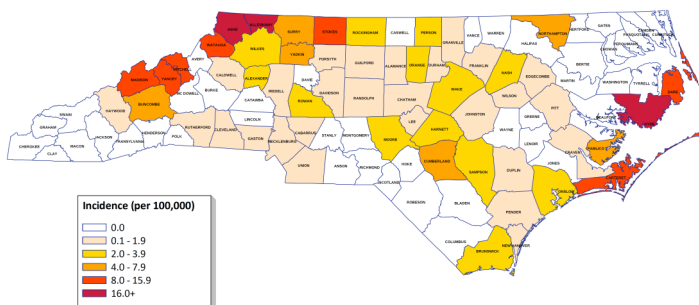 ASHE
ALLEGHANY
SURRY
STOKES
ROCKINGHAM
CASWELL
PERSON
GRANVILLE
VANCE
WARREN
NORTHAMPTON
HALIFAX
HERTFORD
GATES
CAMDEN
BERTIE
WATAUGA
WILKES
YADKIN
FORSYTH
GUILFORD
ALAMANCE
ORANGE
DURHAM
FRANKLIN
NASH
EDGECOMBE
MARTIN
WASHINGTON
TYRRELL
DARE
AVERY
MITCHELL
MADISON
YANCEY
CALDWELL
ALEXANDER
IREDELL
DAVIE
DAVIDSON
RANDOLPH
CHATHAM
WAKE
WILSON
PITT
BEAUFORT
HYDE
HAYWOOD
BUNCOMBE
MCDOWELL
BURKE
CATAWBA
ROWAN
LEE
JOHNSTON
GREENE
WAYNE
LENOIR
CRAVEN
PAMLICO
SWAIN
GRAHAM
CHEROKEE
CLAY
MACON
JACKSON
TRANSYLVANIA
HENDERSON
POLK
RUTHERFORD
CLEVELAND
LINCOLN
GASTON
MECKLENBURG
CABARRUS
STANLY
MONTGOMERY
MOORE
HARNETT
UNION
ANSON
RICHMOND
HOKE
SCOTLAND
CUMBERLAND
SAMPSON
DUPLIN
JONES
ONSLOW
CARTERET
ROBESON
BLADEN
PENDER
COLUMBUS
BRUNSWICK
NEW HANOVER
Incidence (per 100,000)
0.0
0.1 - 1.9
2.0 - 3.9
4.0 - 7.9
8.0 - 15.9
16.0+